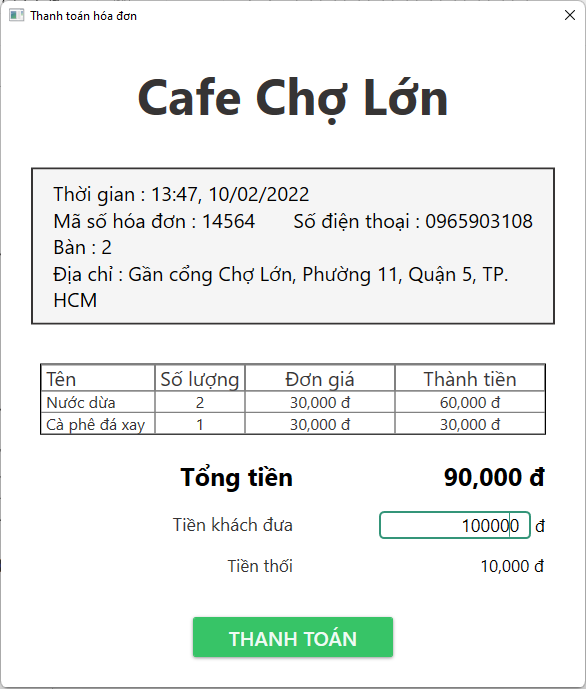 Thanh toán hóa đơn
Cafe Chợ Lớn
Thời gian : 13:47, 10/02/2022
Mã số hóa đơn : 14564 Số điện thoại : 0965903108
Bàn : 2
Địa chỉ : Gần cổng Chợ Lớn, Phường 11, Quận 5, TP.
HCM
Tên Số lượng Đơn giá Thành tiền
Nước dừa 2 30,000 đ 60,000 đ
Cà phê đá xay 1 30,000 đ 30,000 đ
Tổng tiền 90,000 đ
Tiền khách đưa 100000 đ
Tiền thối 10,000 đ
THANH TOÁN